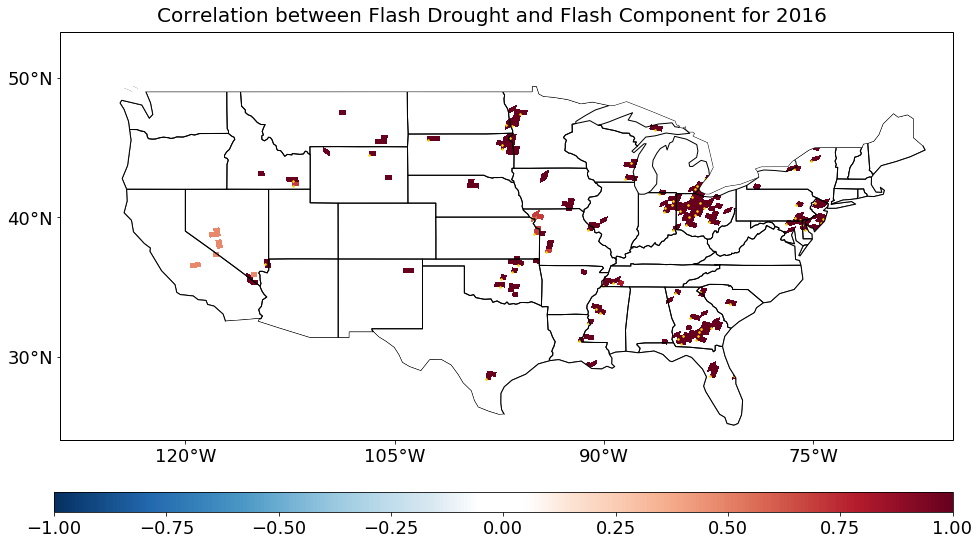 Correlation between Flash Drought and Flash Component for 2016
50°N
40°N
30°N
120°W 105°W 90°W 75°W
−1.00 −0.75 −0.50 −0.25 0.00 0.25 0.50 0.75 1.00